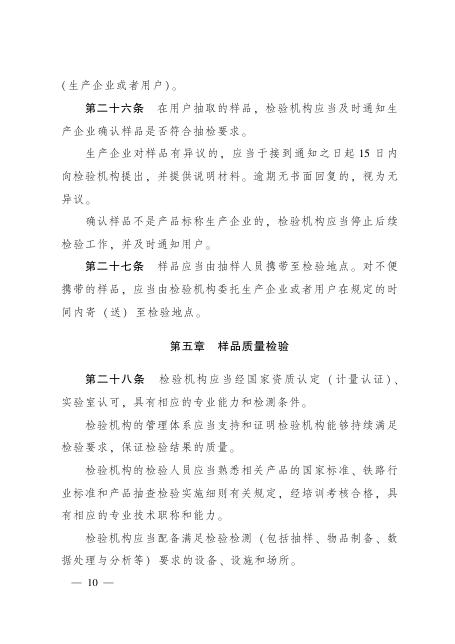 (生产企业或者用户)。
第二十六条　在用户抽取的样品，检验机构应当及时通知生
产企业确认样品是否符合抽检要求。
生产企业对样品有异议的，应当于接到通知之日起 15 日内
向检验机构提出，并提供说明材料。逾期无书面回复的，视为无
异议。
确认样品不是产品标称生产企业的，检验机构应当停止后续
检验工作，并及时通知用户。
第二十七条　样品应当由抽样人员携带至检验地点。对不便
携带的样品，应当由检验机构委托生产企业或者用户在规定的时
间内寄（送）至检验地点。
第五章　样品质量检验
第二十八条　检验机构应当经国家资质认定（计量认证）、
实验室认可，具有相应的专业能力和检测条件。
检验机构的管理体系应当支持和证明检验机构能够持续满足
检验要求，保证检验结果的质量。
检验机构的检验人员应当熟悉相关产品的国家标准、铁路行
业标准和产品抽查检验实施细则有关规定，经培训考核合格，具
有相应的专业技术职称和能力。
检验机构应当配备满足检验检测（包括抽样、物品制备、数
据处理与分析等）要求的设备、设施和场所。
— 10 —